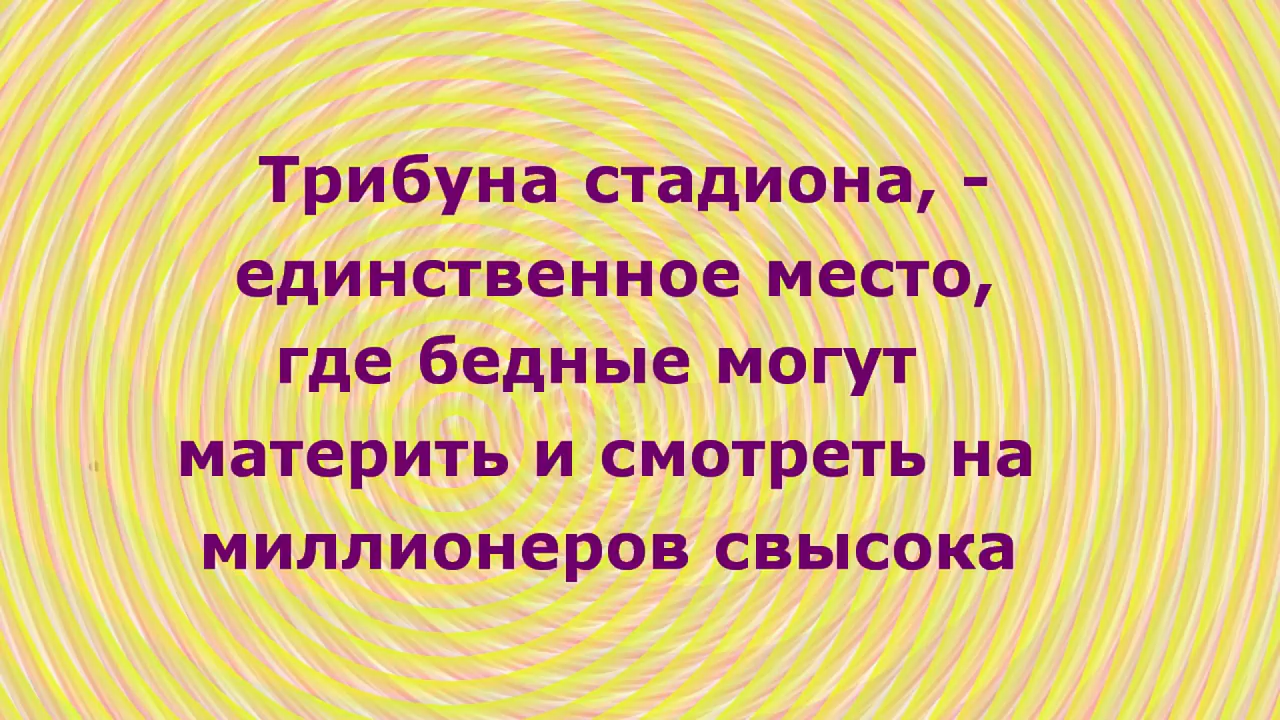 Трибуна стадиона, -
единственное место,
где бедные могут
материть и смотреть на
миллионеров свысока